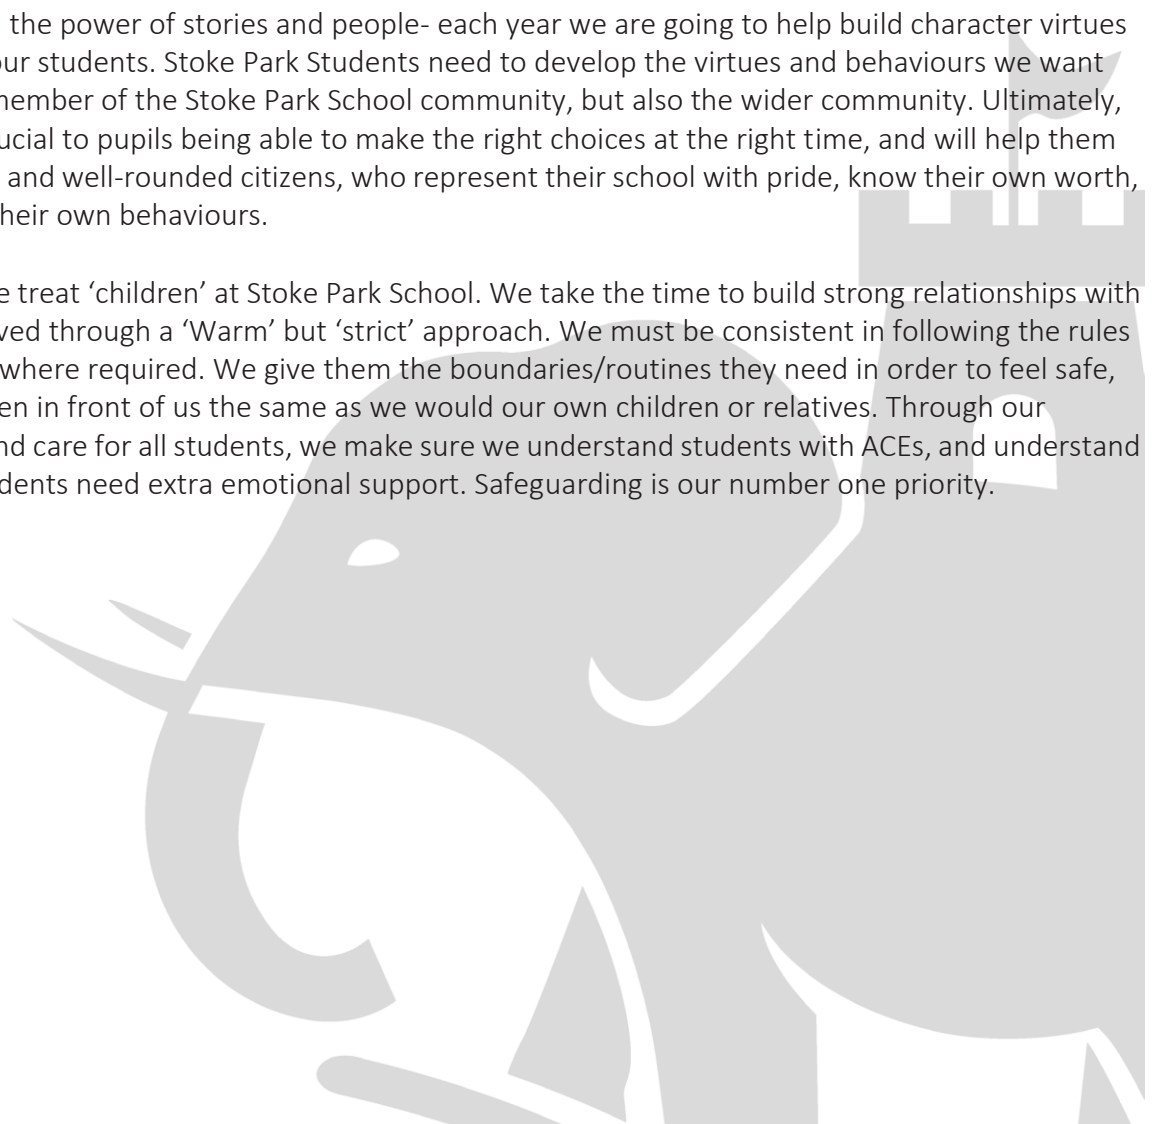 the power of stories and people- each year we are going to help build character virtues
our students. Stoke Park Students need to develop the virtues and behaviours we want
member of the Stoke Park School community, but also the wider community. Ultimately,
to pupils being able to make the right choices at the right time, and will help them
and well-rounded citizens, who represent their school with pride, know their own worth,
their own behaviours.
treat ‘children’ at Stoke Park School. We take the time to build strong relationships with
through a ‘Warm’ but ‘strict’ approach. We must be consistent in following the rules
where required. We give them the boundaries/routines they need in order to feel safe,
in front of us the same as we would our own children or relatives. Through our
and care for all students, we make sure we understand students with ACEs, and understand
need extra emotional support. Safeguarding is our number one priority.